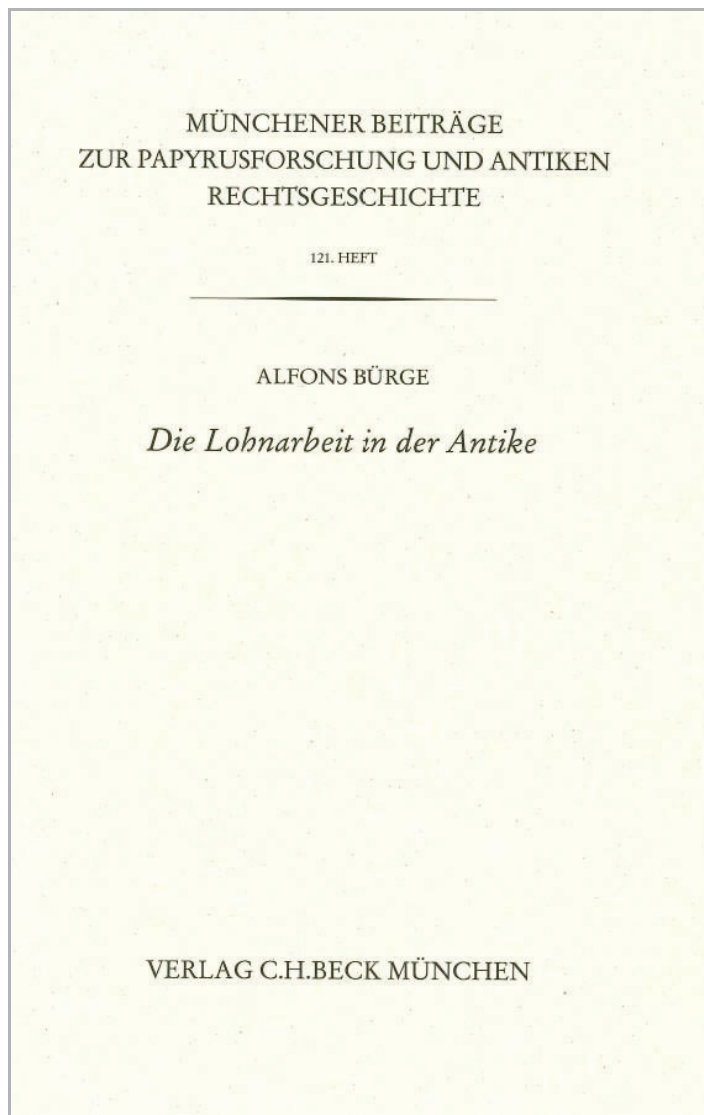 MÜNCHENER BEITRÄGE
ZUR PAPYRUSFORSCHUNG UND ANTIKEN
RECHTSGESCHICHTE
121. HEFT
ALFONS BÜRGE
Die Lohnarbeit in der Antike
VERLAG C.H.BECK MÜNCHEN